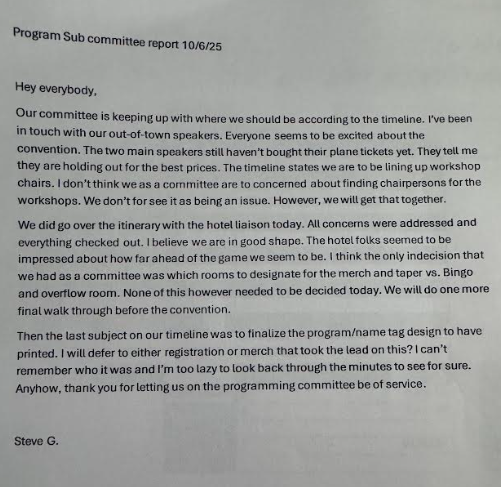 Program Sub committee report 10/6/25
Hey everybody,
Our committee is keeping up with where we should be according to the timeline. I've been
in touch with our out-of-town speakers. Everyone seems to be excited about the
convention. The two main speakers still haven't bought their plane tickets yet. They tell me
they are holding out for the best prices. The timeline states we are to be lining up workshop
chairs. I don't think we as a committee are to concerned about finding chairpersons for the
workshops. We don't for see it as being an issue. However, we will get that together.
We did go over the itinerary with the hotel liaison today. All concerns were addressed and
everything checked out. I believe we are in good shape. The hotel folks seemed to be
impressed about how far ahead of the game we seem to be. I think the only indecision that
we had as a committee was which rooms to designate for the merch and taper vs. Bingo
and overflow room. None of this however needed to be decided today. We will do one more
final walk through before the convention.
Then the last subject on our timeline was to finalize the program/name tag design to have
printed. I will defer to either registration or merch that took the lead on this? I can't
remember who it was and I'm too lazy to look back through the minutes to see for sure.
Anyhow, thank you for letting us on the programming committee be of service.
Steve G.